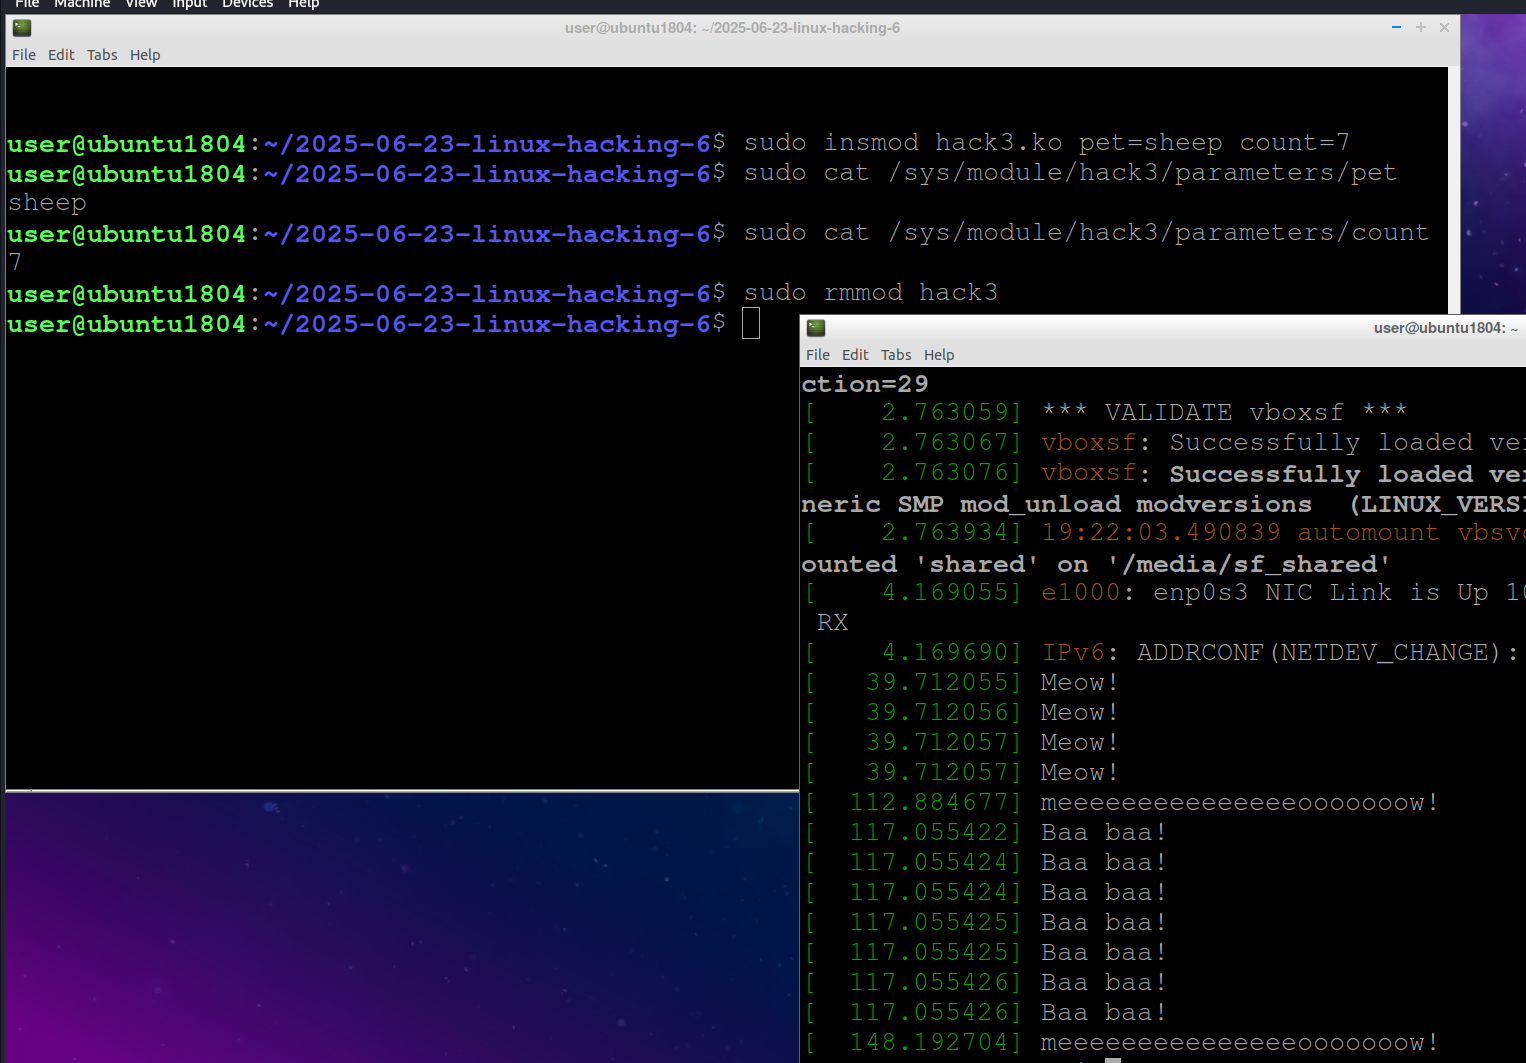 File Machine View Input Devices Help
user@ubuntu1804: ~/2025-06-23-linux-hacking-6
File Edit Tabs Help
user@ubuntu1804:~/2025-06-23-linux-hacking-6$ sudo insmod hack3.ko pet=sheep count=7
user@ubuntu1804:~/2025-06-23-linux-hacking-6$ sudo cat /sys/module/hack3/parameters/pet
sheep
user@ubuntu1804:~/2025-06-23-linux-hacking-6$ sudo cat /sys/module/hack3/parameters/count
7
user@ubuntu1804:~/2025-06-23-linux-hacking-6$ sudo rmmod hack3
user@ubuntu1804:~/2025-06-23-linux-hacking-6$
user@ubuntu1804: ~
File Edit Tabs Help
ction=29
[    2.763059] *** VALIDATE vboxsf ***
[    2.763067] vboxsf: Successfully loaded ver
[    2.763076] vboxsf: Successfully loaded ver
neric SMP mod_unload modversions  (LINUX_VERSI
[    2.763934] 19:22:03.490839 automount vbsvc
ounted 'shared' on '/media/sf_shared'
[    4.169055] e1000: enp0s3 NIC Link is Up 10
RX
[    4.169690] IPv6: ADDRCONF(NETDEV_CHANGE):
[   39.712055] Meow!
[   39.712056] Meow!
[   39.712057] Meow!
[   39.712057] Meow!
[  112.884677] meeeeeeeeeeeeeeeooooooow!
[  117.055422] Baa baa!
[  117.055424] Baa baa!
[  117.055424] Baa baa!
[  117.055425] Baa baa!
[  117.055425] Baa baa!
[  117.055426] Baa baa!
[  117.055426] Baa baa!
[  148.192704] meeeeeeeeeeeeeeeooooooow!